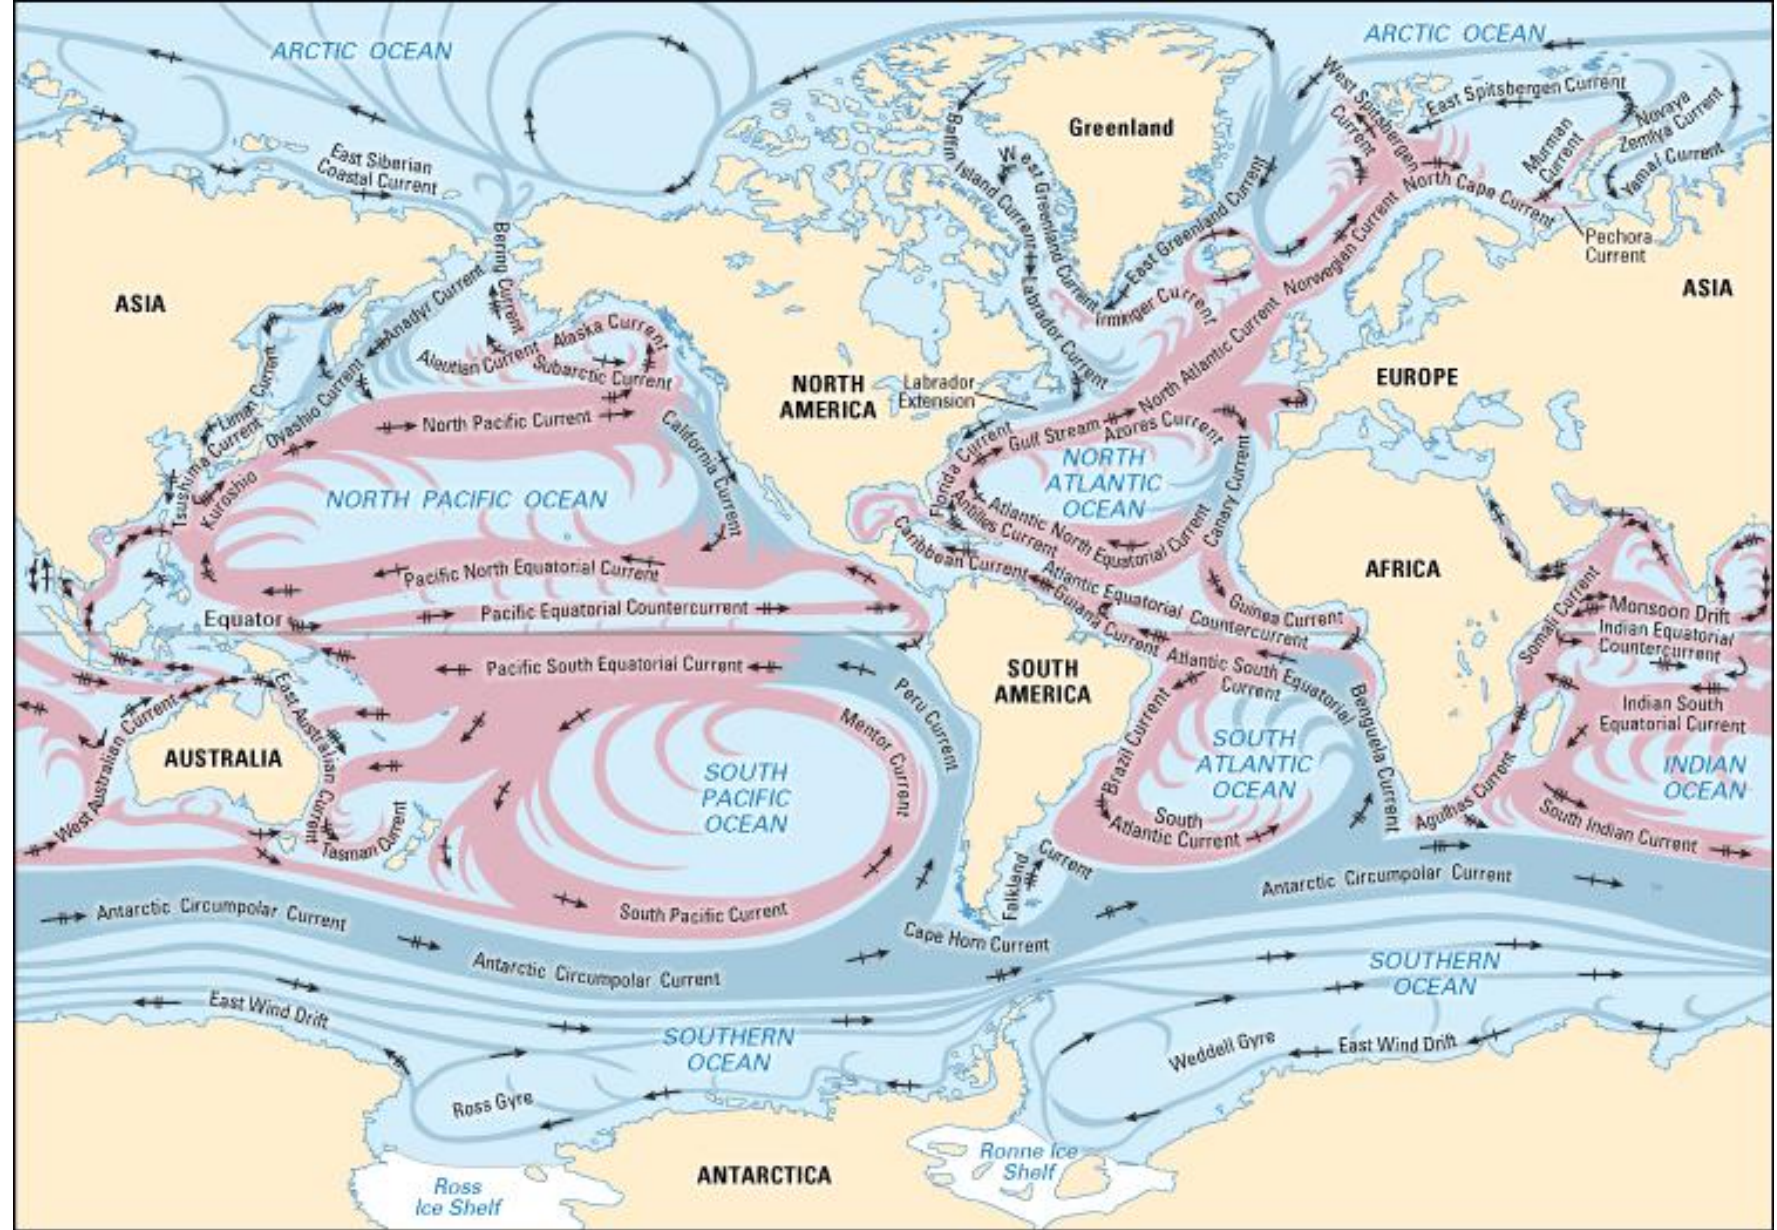 ARCTIC OCEAN
ARCTIC OCEAN
West Spitsbergen
Current
East Spitsbergen Current
Novaya
Zemlya Current
Murman
Current
Yamal Current
Greenland
Baffin Island Current
West Greenland Current
East Greenland Current
North Cape Current
East Siberian
Coastal Current
Bering Current
Pechora
Current
Norwegian Current
ASIA
ASIA
Anadyr Current
Alaska Current
Aleutian Current
Subarctic Current
Labrador Current
Irminger Current
North Atlantic Current
EUROPE
NORTH
AMERICA
Labrador
Extension
Liman Current
Oyashio Current
Tsushima Current
Kuroshio
North Pacific Current
California Current
Florida Current
Gulf Stream
Azores Current
NORTH
ATLANTIC
OCEAN
Canary Current
NORTH PACIFIC OCEAN
Antilles Current
Atlantic North Equatorial Current
Caribbean Current
AFRICA
Pacific North Equatorial Current
Atlantic Equatorial Countercurrent
Guiana Current
Guinea Current
Somali Current
Monsoon Drift
Indian Equatorial
Countercurrent
Equator
Pacific Equatorial Countercurrent
Pacific South Equatorial Current
SOUTH
AMERICA
Atlantic South Equatorial
Current
Indian South
Equatorial Current
Peru Current
Mentor Current
Brazil Current
Benguela Current
SOUTH
ATLANTIC
OCEAN
INDIAN
OCEAN
West Australian Current
East Australian Current
AUSTRALIA
SOUTH
PACIFIC
OCEAN
Tasman Current
South
Atlantic Current
Agulhas Current
South Indian Current
Falkland
Current
Antarctic Circumpolar Current
South Pacific Current
Antarctic Circumpolar Current
Cape Horn Current
Antarctic Circumpolar Current
SOUTHERN
OCEAN
East Wind Drift
SOUTHERN
OCEAN
Weddell Gyre
East Wind Drift
Ross Gyre
ANTARCTICA
Ronne Ice
Shelf
Ross
Ice Shelf